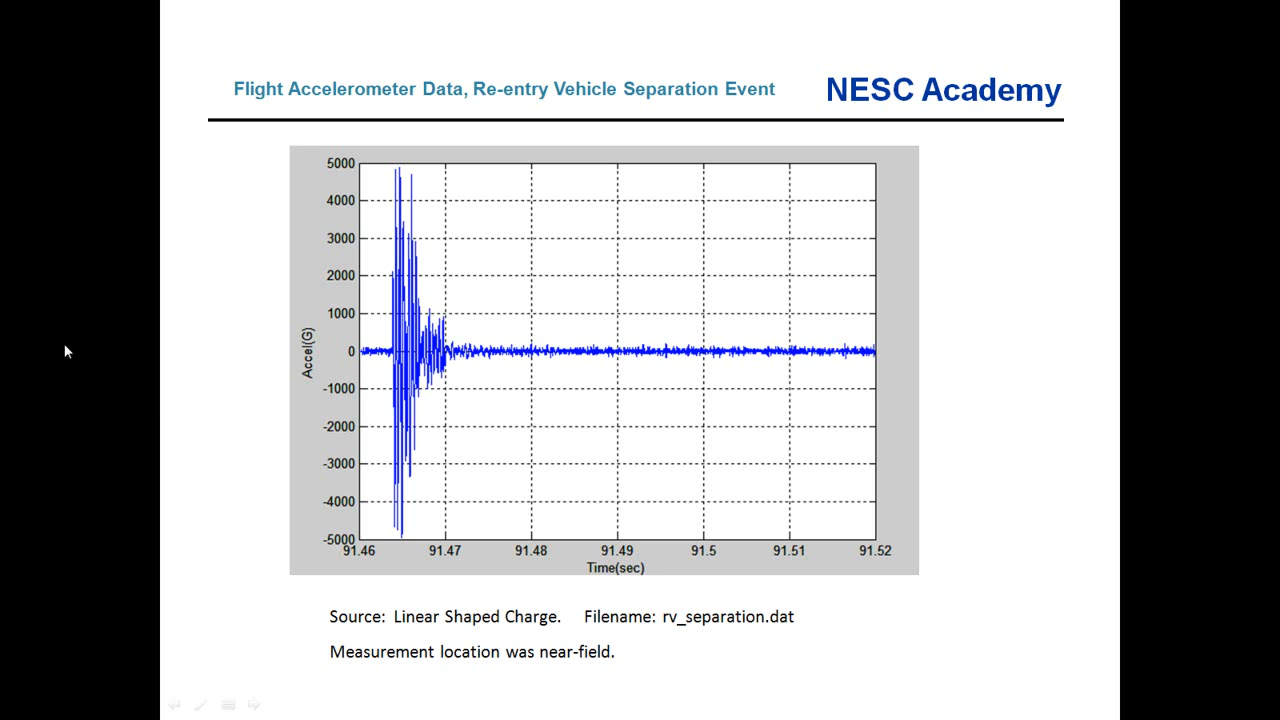 Flight Accelerometer Data, Re-entry Vehicle Separation Event
NESC Academy
5000
4000
3000
2000
1000
0
-1000
-2000
-3000
-4000
-5000
Accel(G)
91.46 91.47 91.48 91.49 91.5 91.51 91.52
Time(sec)
Source: Linear Shaped Charge. Filename: rv_separation.dat
Measurement location was near-field.